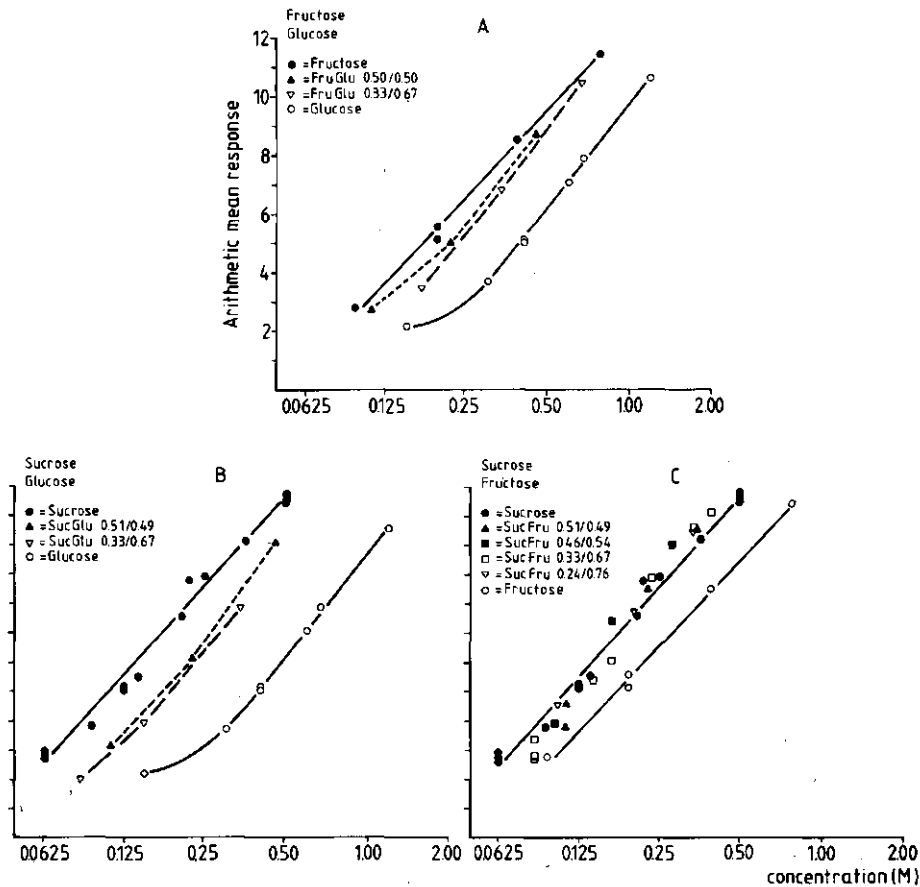 Fructose
Glucose
A
● =Fructose
▲ =FruGlu 0.50/0.50
▽ =FruGlu 0.33/0.67
○ =Glucose
12
10
8
6
4
2
Arithmetic mean response
0.0625 0.125 0.25 0.50 1.00 2.00
Sucrose
Glucose
B
● =Sucrose
▲ =SucGlu 0.51/0.49
▽ =SucGlu 0.33/0.67
○ =Glucose
0.0625 0.125 0.25 0.50 1.00 2.00
Sucrose
Fructose
C
● =Sucrose
▲ =SucFru 0.51/0.49
■ =SucFru 0.46/0.54
□ =SucFru 0.33/0.67
▽ =SucFru 0.24/0.76
○ =Fructose
0.0625 0.125 0.25 0.50 1.00 2.00
concentration (M)